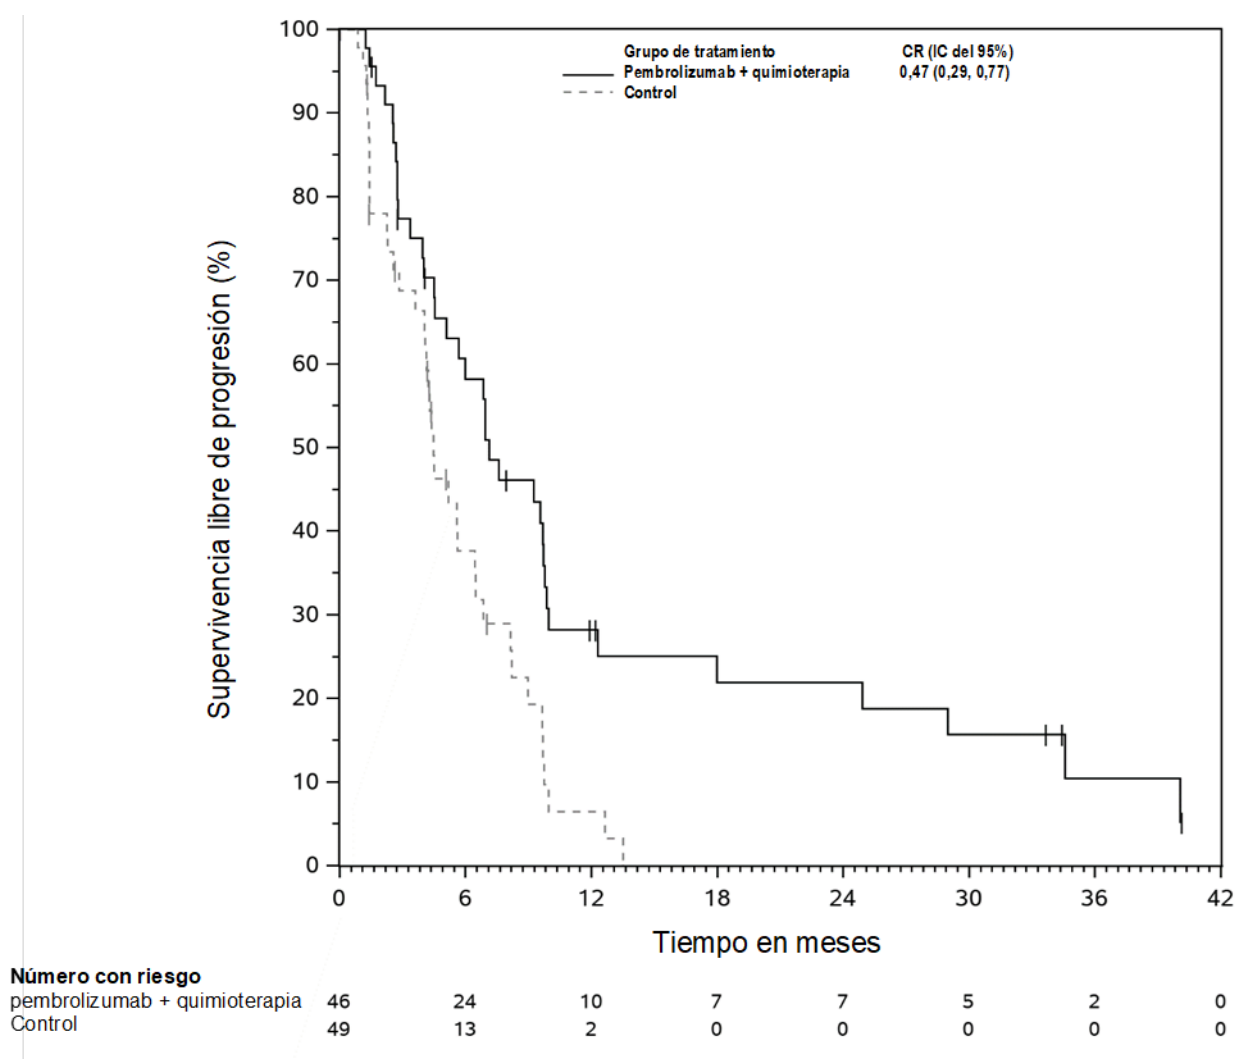 100
Grupo de tratamiento CR (IC del 95%)
Pembrolizumab + quimioterapia 0,47 (0,29, 0,77)
Control
90
80
70
60
50
40
30
20
10
0
Supervivencia libre de progresión (%)
0 6 12 18 24 30 36 42
Tiempo en meses
Número con riesgo
pembrolizumab + quimioterapia 46 24 10 7 7 5 2 0
Control 49 13 2 0 0 0 0 0